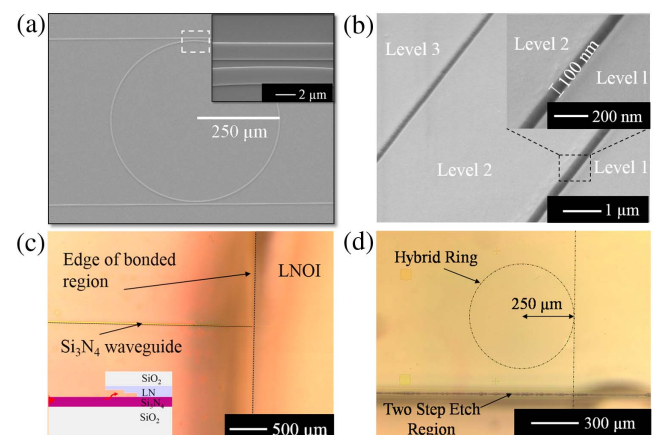 (a)
2 µm
250 µm
(b)
Level 3
Level 2
Level 1
100 nm
200 nm
Level 2
Level 1
1 µm
(c)
Edge of bonded
region
LNOI
Si₃N₄ waveguide
SiO₂
LN
Si₃N₄
SiO₂
500 µm
(d)
Hybrid Ring
250 µm
Two Step Etch
Region
300 µm